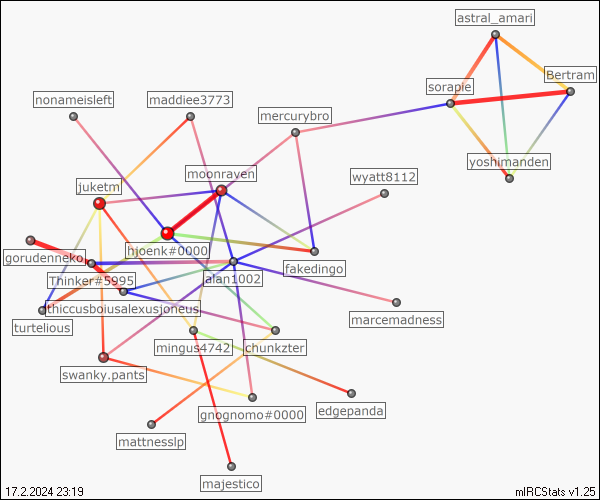 astral_amari
Bertram
sorapie
nonameisleft
maddiee3773
mercurybro
yoshimanden
moonraven
wyatt8112
juketm
hjoenk#0000
gorudenneko
fakedingo
Thinker#5995
alan1002
thiccusboiusalexusjoneus
marcemadness
turtelious
mingus4742
chunkzter
swanky.pants
gnognomo#0000
edgepanda
mattnesslp
majestico
17.2.2024 23:19
mIRCStats v1.25